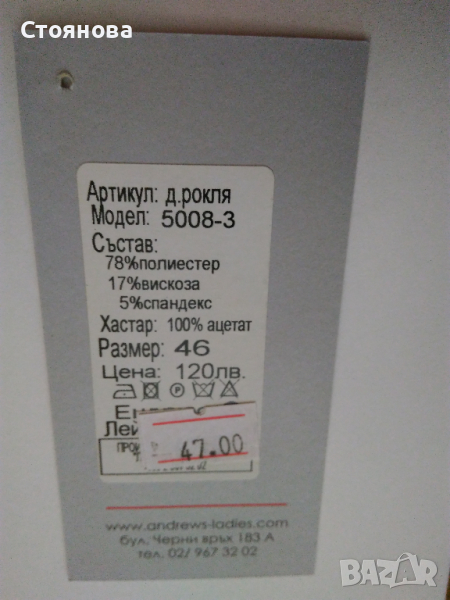 Стоянова
Артикул: д.рокля
Модел: 5008-3
Състав:
78%полиестер
17%вискоза
5%спандекс
Хастар: 100% ацетат
Размер: 46
Цена: 120лв.
47.00
www.andrews-ladies.com
бул. Черни връх 183 А
тел. 02/ 967 32 02
BAZAR